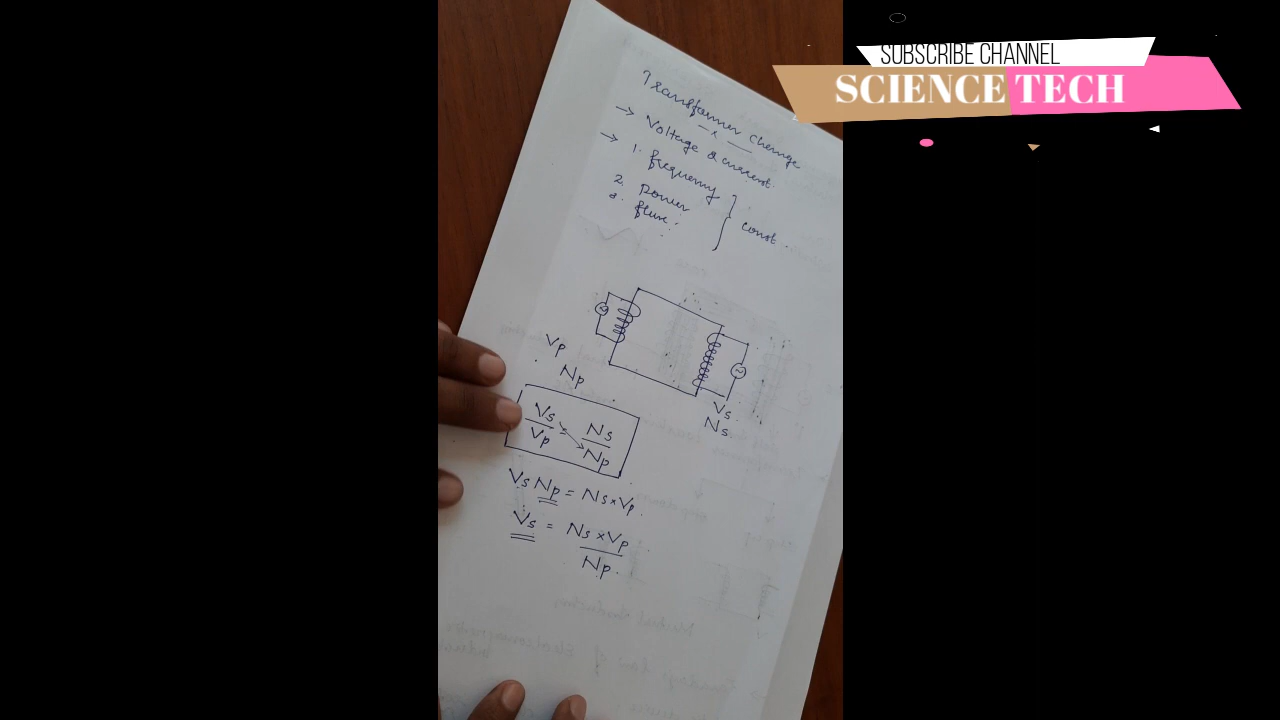 SUBSCRIBE CHANNEL
SCIENCE TECH
Transformer change
→ Voltage & current
→ 1. frequency
2. power
3. flux
} const.
Vp
Np
Vs
Ns
Vs/Vp = Ns/Np
Vs Np = Ns×Vp.
Vs = Ns×Vp/Np.